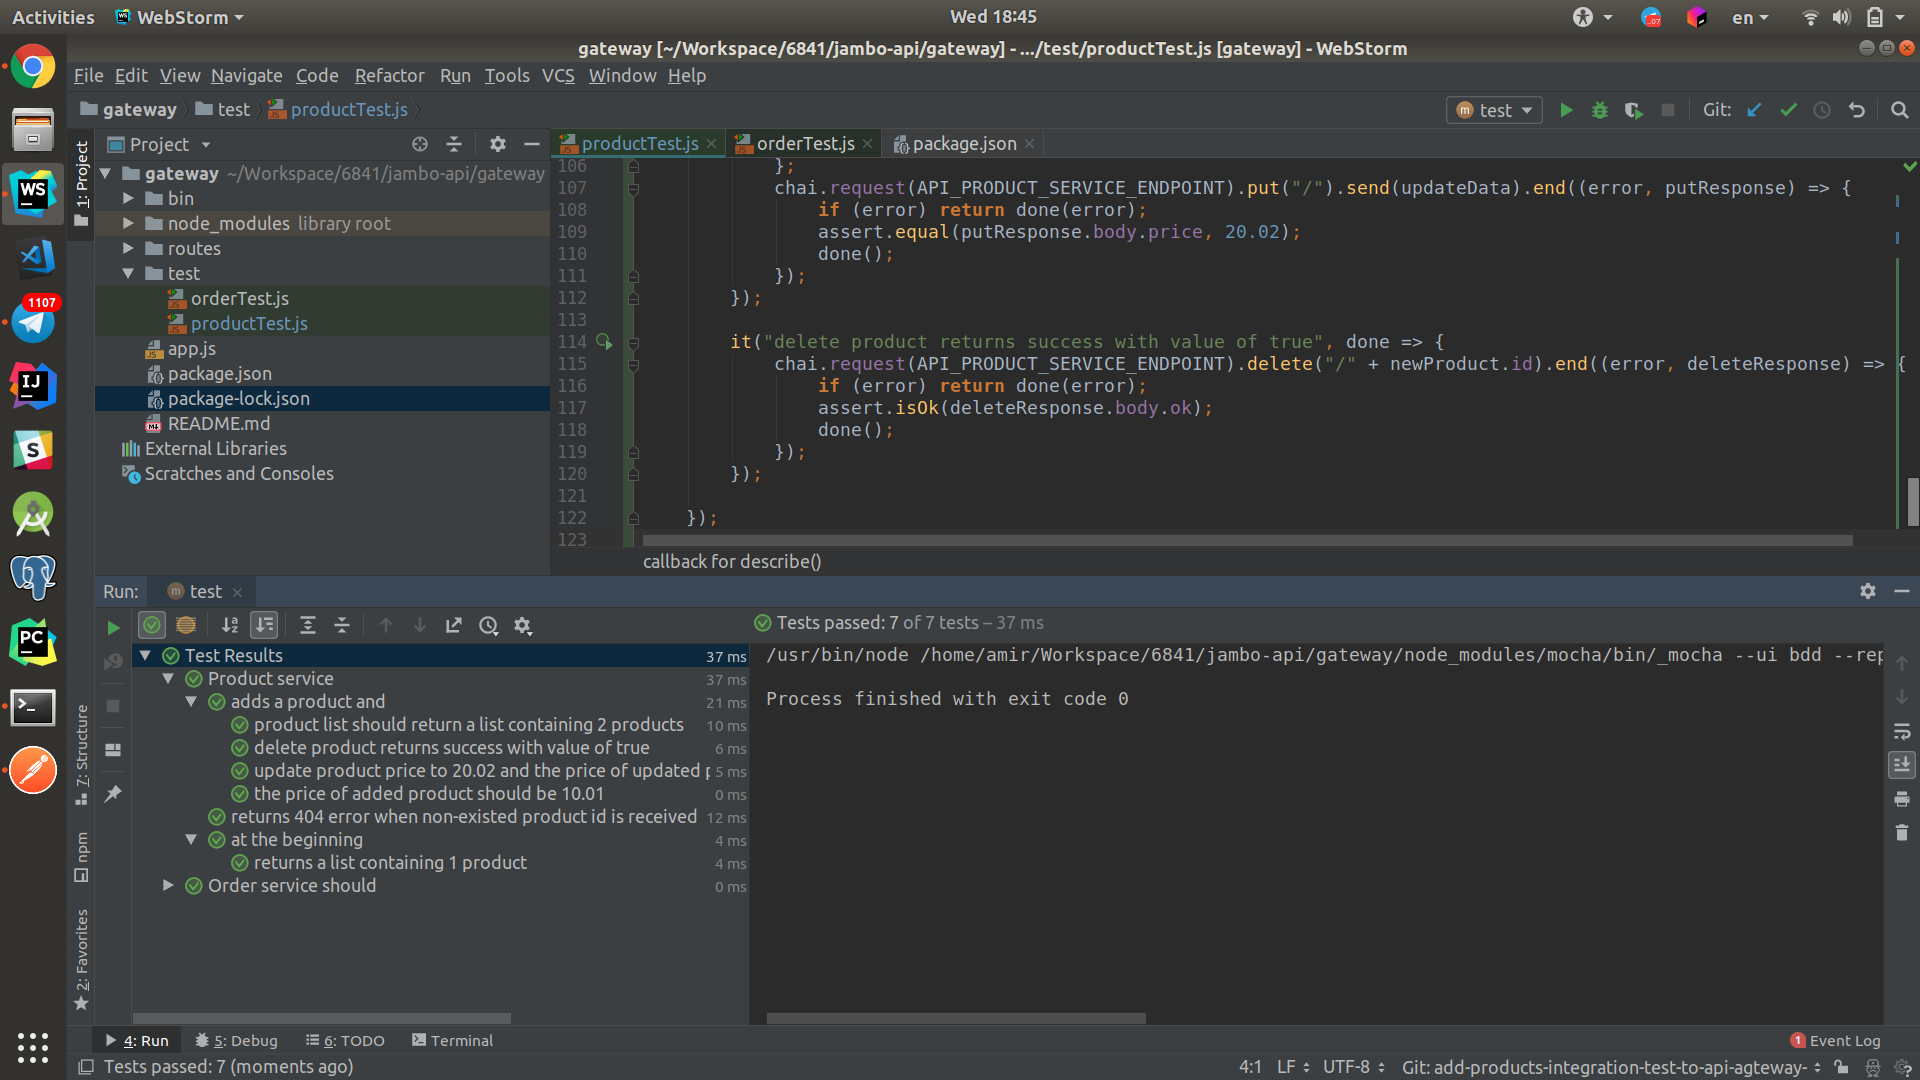 Activities
WebStorm
Wed 18:45
en
gateway [~/Workspace/6841/jambo-api/gateway] - .../test/productTest.js [gateway] - WebStorm
File Edit View Navigate Code Refactor Run Tools VCS Window Help
gateway test productTest.js
test
Git:
1: Project
Project
productTest.js
orderTest.js
package.json
gateway ~/Workspace/6841/jambo-api/gateway
bin
node_modules library root
routes
test
orderTest.js
productTest.js
app.js
package.json
package-lock.json
README.md
External Libraries
Scratches and Consoles
106 };
107 chai.request(API_PRODUCT_SERVICE_ENDPOINT).put("/").send(updateData).end((error, putResponse) => {
108 if (error) return done(error);
109 assert.equal(putResponse.body.price, 20.02);
110 done();
111 });
112 });
113
114 it("delete product returns success with value of true", done => {
115 chai.request(API_PRODUCT_SERVICE_ENDPOINT).delete("/" + newProduct.id).end((error, deleteResponse) => {
116 if (error) return done(error);
117 assert.isOk(deleteResponse.body.ok);
118 done();
119 });
120 });
121
122 });
123
callback for describe()
WS
1107
IJ
S
PC
Run: test
Tests passed: 7 of 7 tests – 37 ms
Test Results 37 ms
Product service 37 ms
adds a product and 21 ms
product list should return a list containing 2 products 10 ms
delete product returns success with value of true 6 ms
update product price to 20.02 and the price of updated p 5 ms
the price of added product should be 10.01 0 ms
returns 404 error when non-existed product id is received 12 ms
at the beginning 4 ms
returns a list containing 1 product 4 ms
Order service should 0 ms
/usr/bin/node /home/amir/Workspace/6841/jambo-api/gateway/node_modules/mocha/bin/_mocha --ui bdd --rep
Process finished with exit code 0
7: Structure
npm
2: Favorites
4: Run
5: Debug
6: TODO
Terminal
1 Event Log
Tests passed: 7 (moments ago)
4:1 LF UTF-8 Git: add-products-integration-test-to-api-agteway-